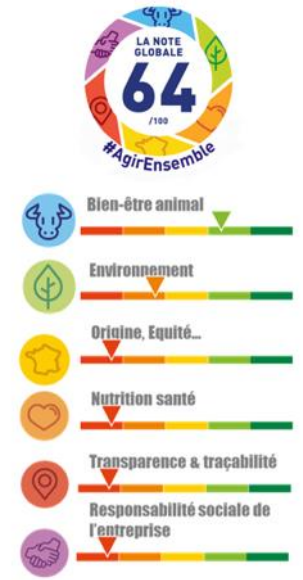 LA NOTE
GLOBALE
64
/100
#AgirEnsemble
Bien-être animal
Environnement
Origine, Equité...
Nutrition santé
Transparence & traçabilité
Responsabilité sociale de
l'entreprise